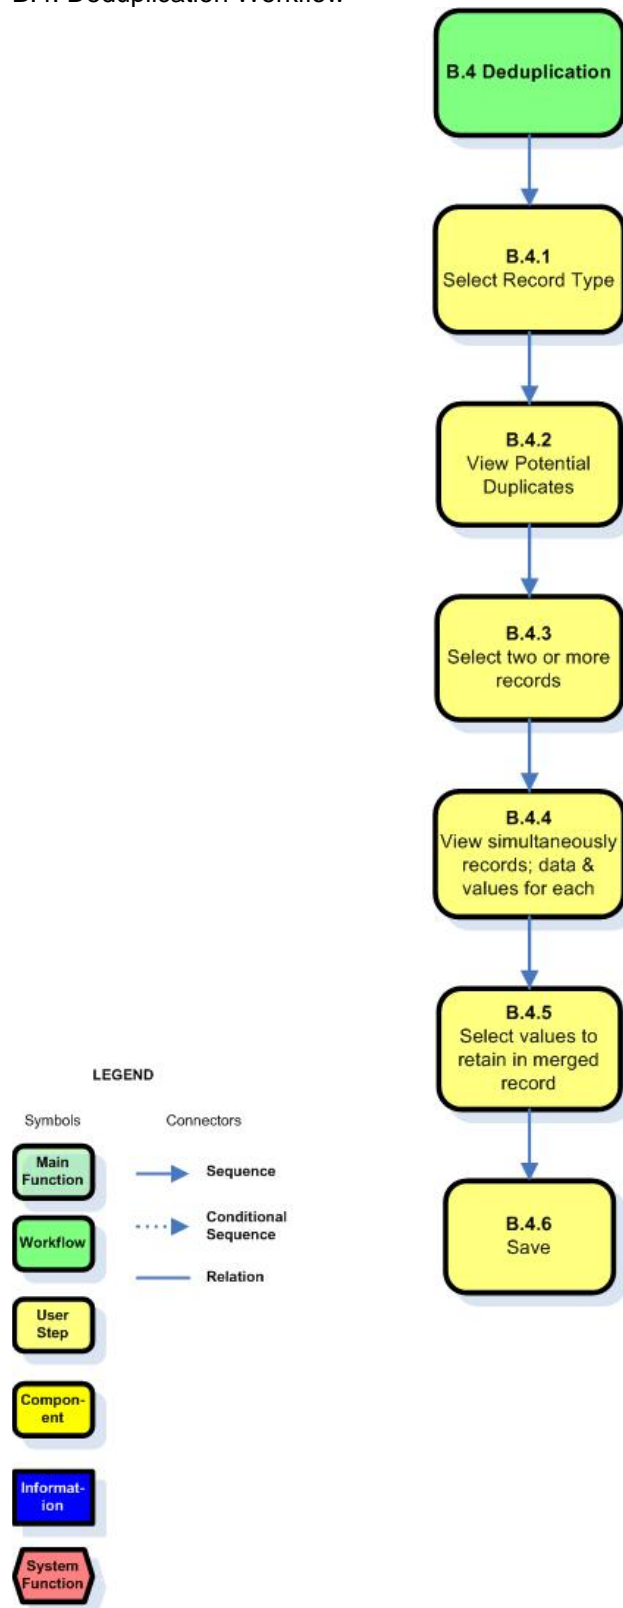 B.4. Deduplication Workflow
B.4 Deduplication
B.4.1
Select Record Type
B.4.2
View Potential
Duplicates
B.4.3
Select two or more
records
B.4.4
View simultaneously
records; data &
values for each
B.4.5
Select values to
retain in merged
record
B.4.6
Save
LEGEND
Symbols
Connectors
Main
Function
Sequence
Workflow
Conditional
Sequence
Relation
User
Step
Compon-
ent
Informat-
ion
System
Function